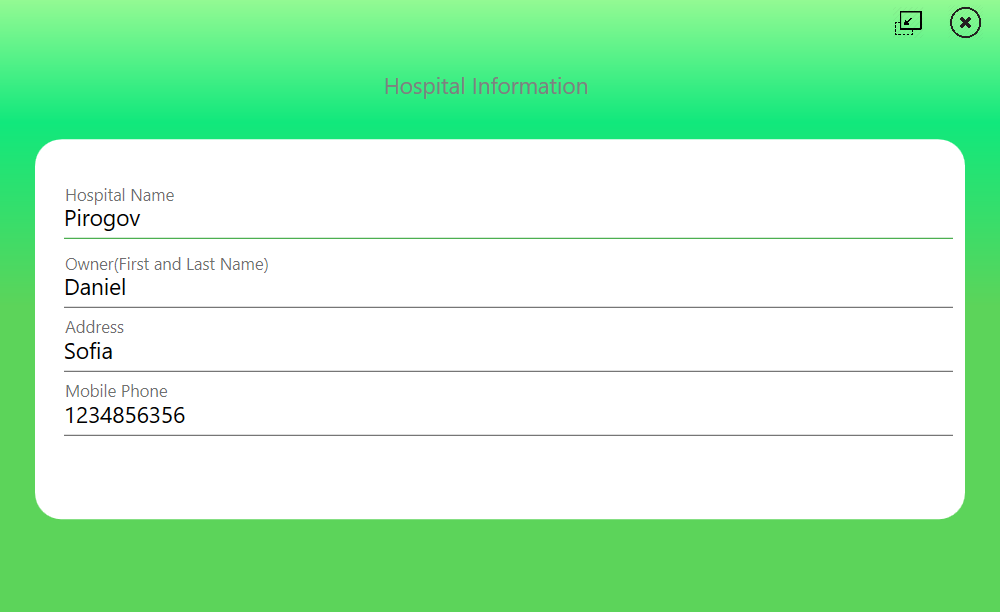 Hospital Information
Hospital Name
Pirogov
Owner(First and Last Name)
Daniel
Address
Sofia
Mobile Phone
1234856356